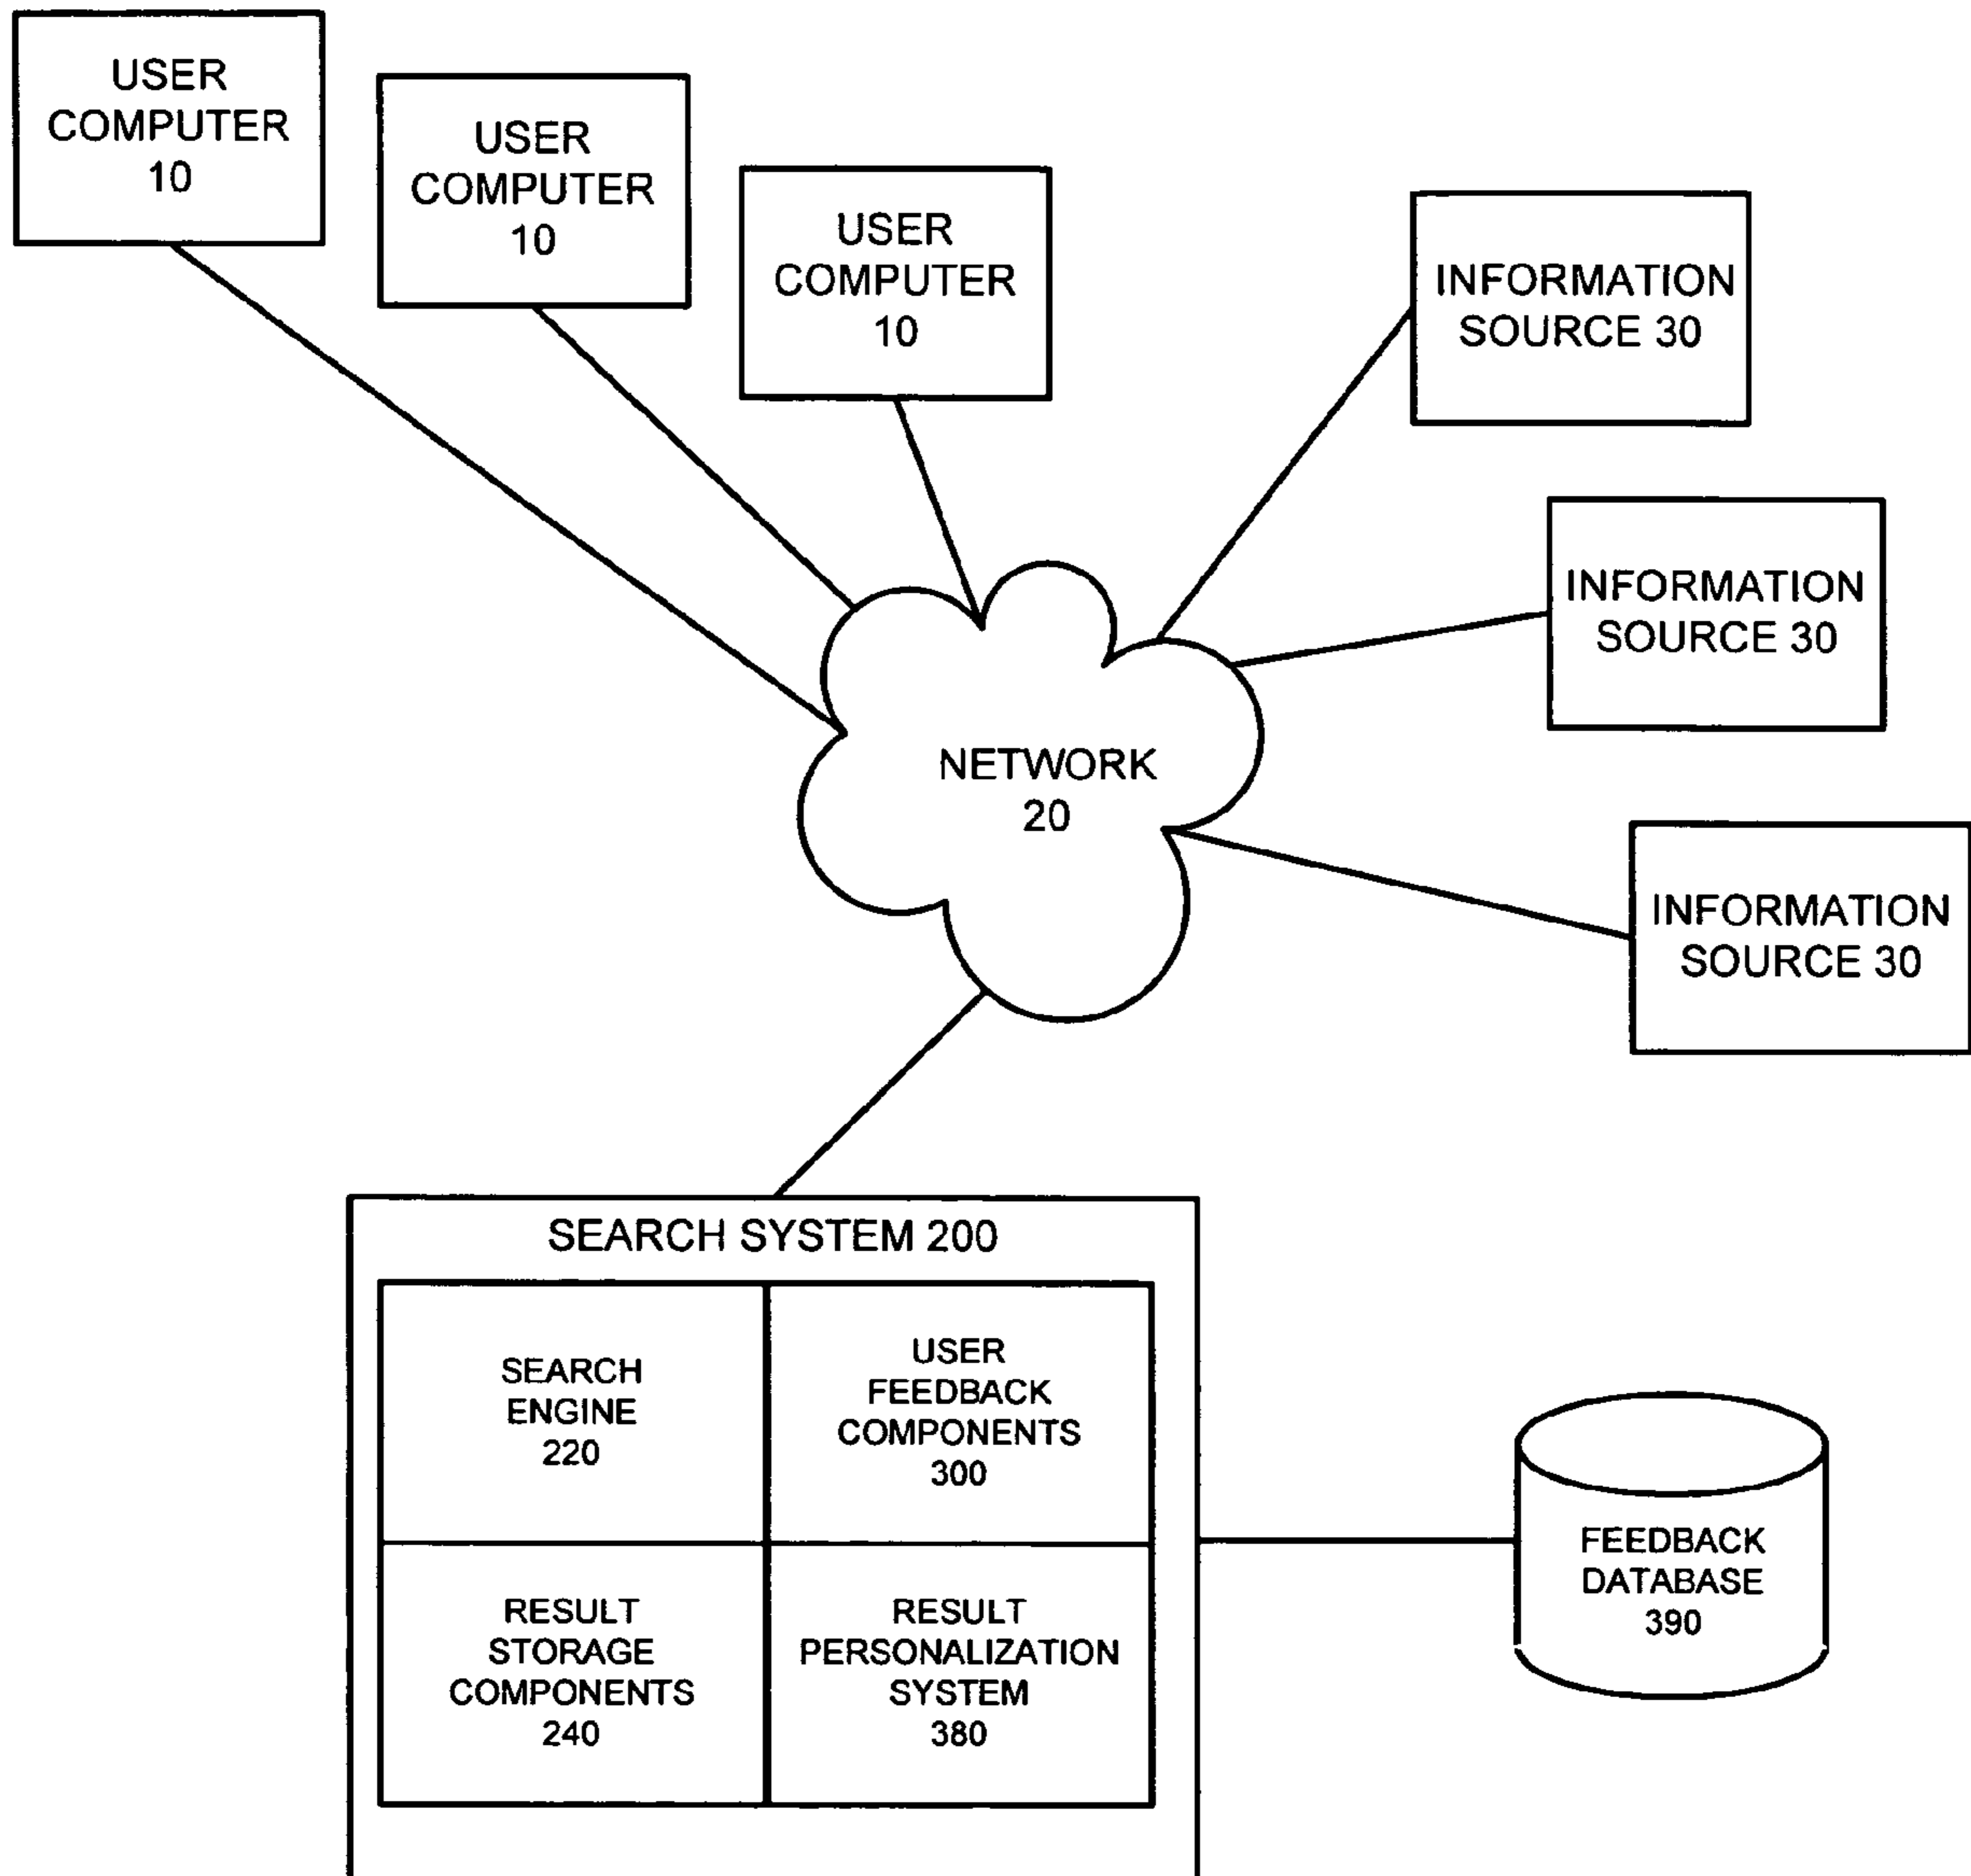 USER
COMPUTER
10
USER
COMPUTER
10
USER
COMPUTER
10
INFORMATION
SOURCE 30
INFORMATION
SOURCE 30
INFORMATION
SOURCE 30
NETWORK
20
SEARCH SYSTEM 200
SEARCH
ENGINE
220
USER
FEEDBACK
COMPONENTS
300
RESULT
STORAGE
COMPONENTS
240
RESULT
PERSONALIZATION
SYSTEM
380
FEEDBACK
DATABASE
390